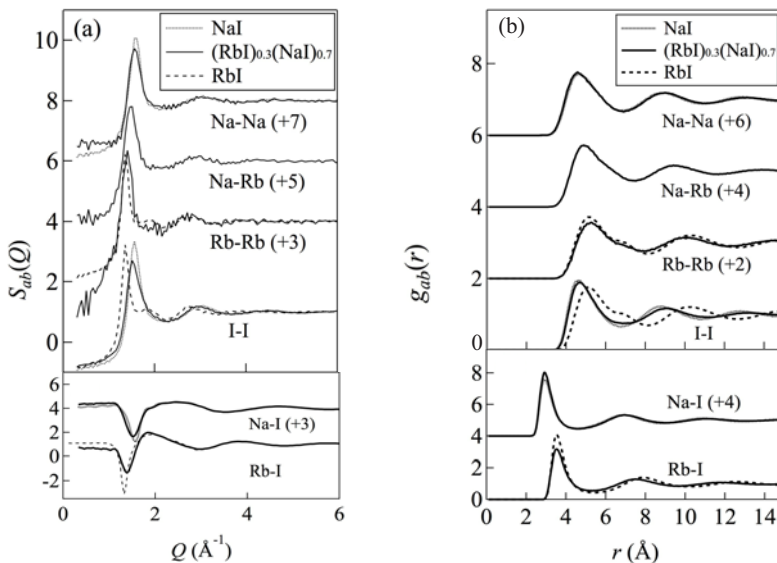 (a)
NaI
(RbI)0.3(NaI)0.7
RbI
10
8
6
4
2
0
Na-Na (+7)
Na-Rb (+5)
Rb-Rb (+3)
I-I
Sab(Q)
6
4
2
0
-2
Na-I (+3)
Rb-I
0
2
4
6
Q (Å-1)
(b)
NaI
(RbI)0.3(NaI)0.7
RbI
8
6
4
2
0
Na-Na (+6)
Na-Rb (+4)
Rb-Rb (+2)
I-I
gab(r)
8
6
4
2
0
Na-I (+4)
Rb-I
0
2
4
6
8
10
12
14
r (Å)